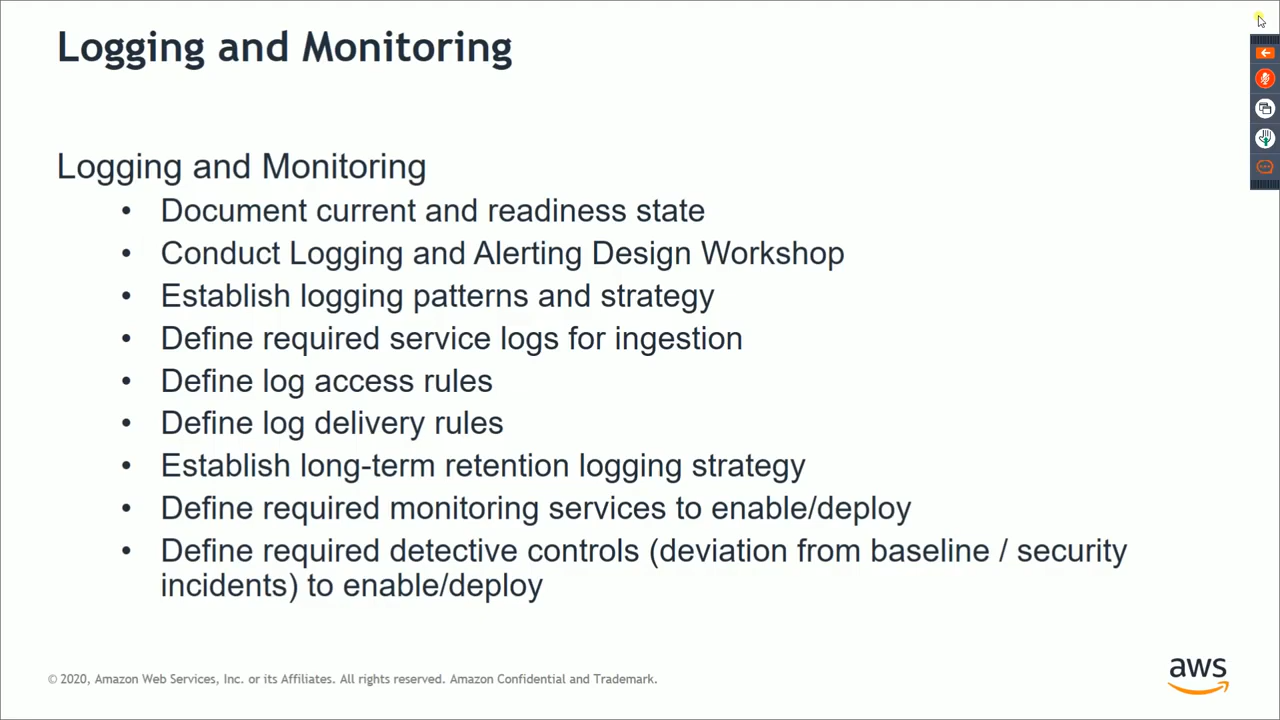 Logging and Monitoring
Logging and Monitoring
• Document current and readiness state
• Conduct Logging and Alerting Design Workshop
• Establish logging patterns and strategy
• Define required service logs for ingestion
• Define log access rules
• Define log delivery rules
• Establish long-term retention logging strategy
• Define required monitoring services to enable/deploy
• Define required detective controls (deviation from baseline / security
incidents) to enable/deploy
© 2020, Amazon Web Services, Inc. or its Affiliates. All rights reserved. Amazon Confidential and Trademark.
aws